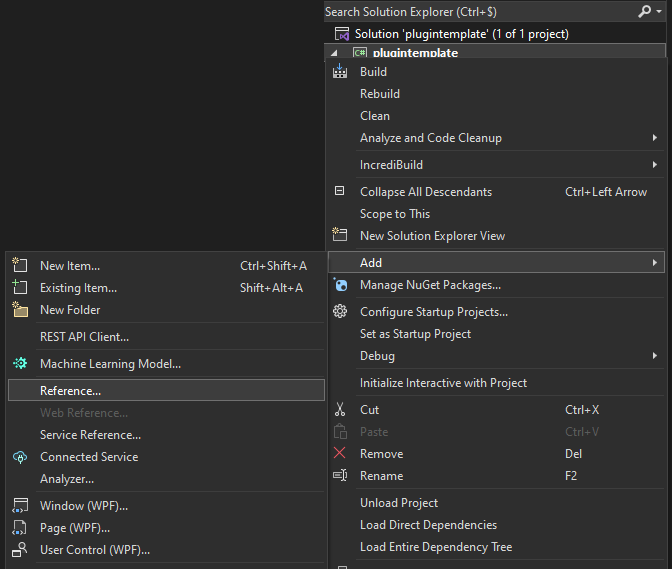 Search Solution Explorer (Ctrl+$)
Solution 'plugintemplate' (1 of 1 project)
C# plugintemplate
Build
Rebuild
Clean
Analyze and Code Cleanup
IncrediBuild
Collapse All Descendants Ctrl+Left Arrow
Scope to This
New Solution Explorer View
Add
Manage NuGet Packages...
Configure Startup Projects...
Set as Startup Project
Debug
Initialize Interactive with Project
Cut Ctrl+X
Paste Ctrl+V
Remove Del
Rename F2
Unload Project
Load Direct Dependencies
Load Entire Dependency Tree
New Item... Ctrl+Shift+A
Existing Item... Shift+Alt+A
New Folder
REST API Client...
Machine Learning Model...
Reference...
Web Reference...
Service Reference...
Connected Service
Analyzer...
Window (WPF)...
Page (WPF)...
User Control (WPF)...